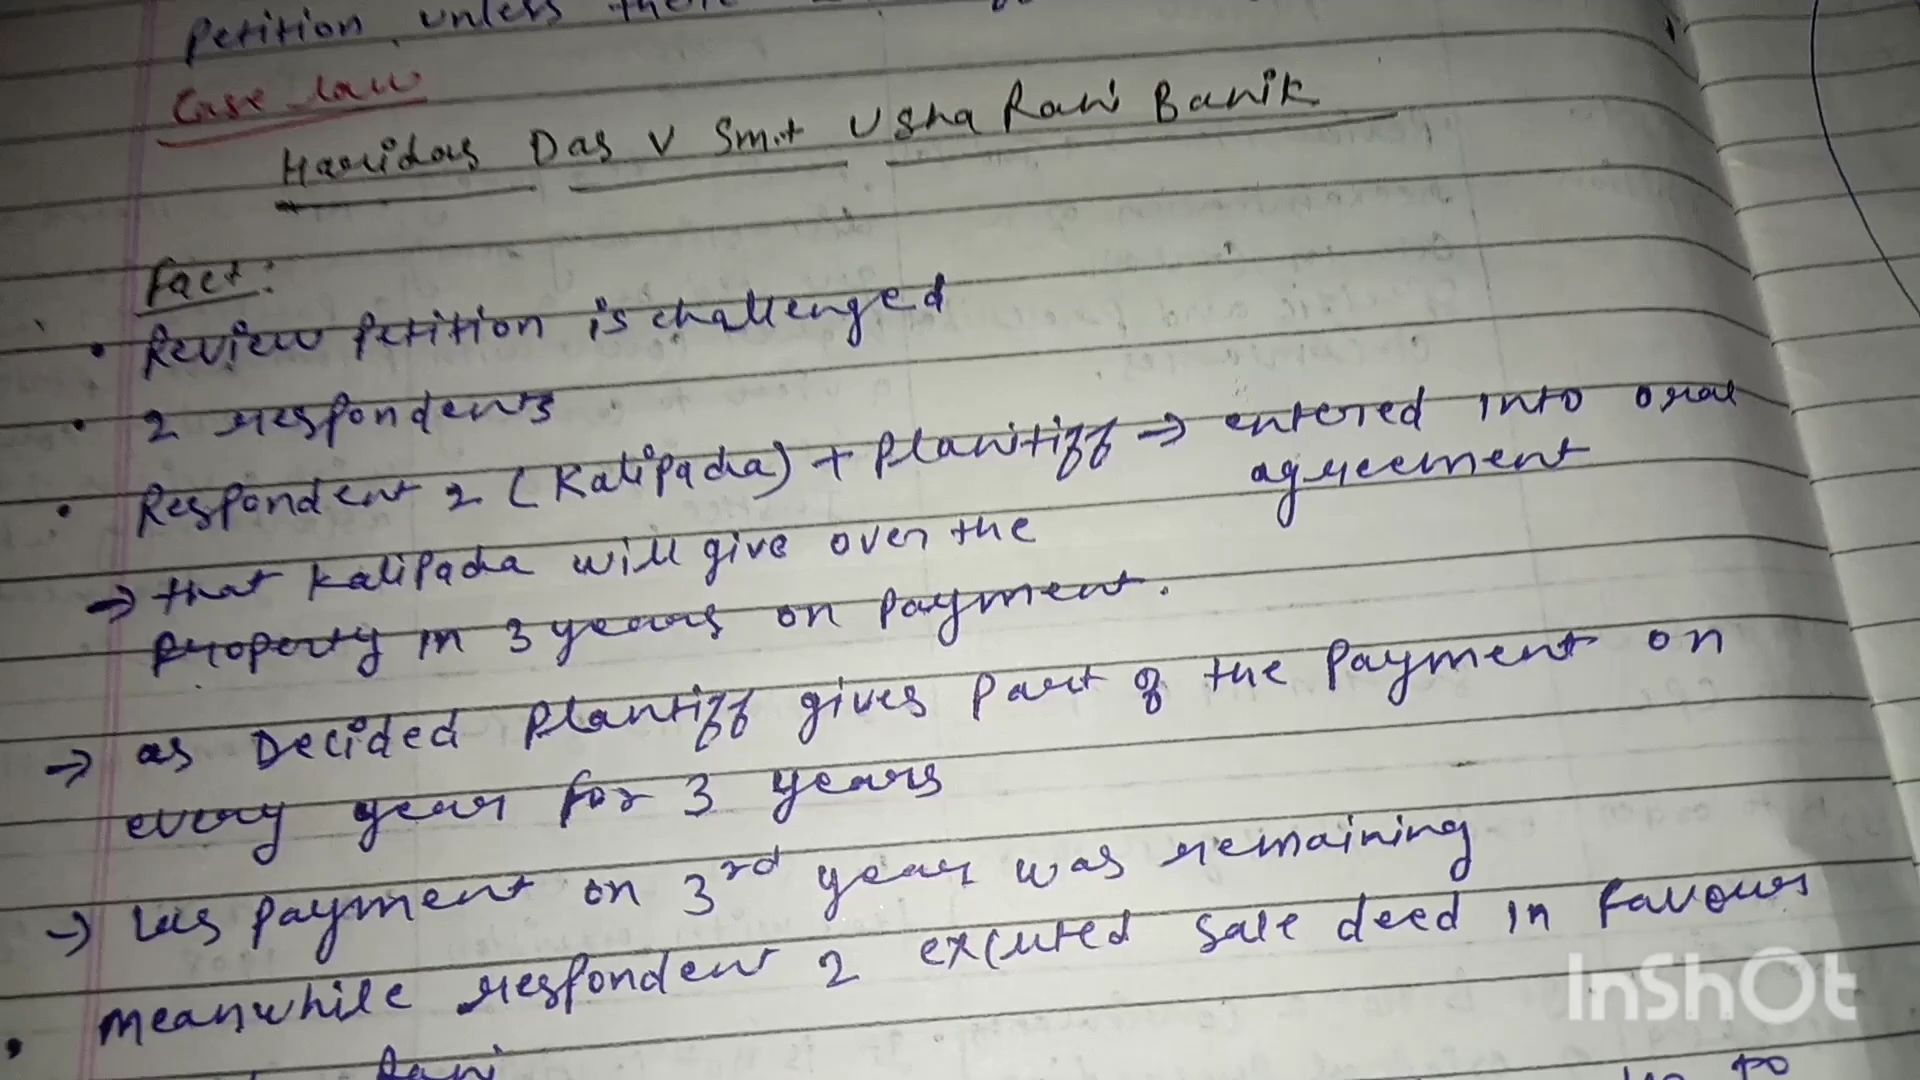 Petition, unless
Case law
Haridas Das V Smt Usha Rani Banik
Fact:
• Review Petition is challenged
• 2 respondents
• Respondent 2 (Kalipada) + Plantiff → entered into oral
agreement
→ that Kalipada will give over the
property in 3 years on payment.
→ as Decided Plantiff gives part of the payment on
every year for 3 years
→ las payment on 3rd year was remaining
• Meanwhile respondent 2 excuted sale deed in favour
Rani
InShOt